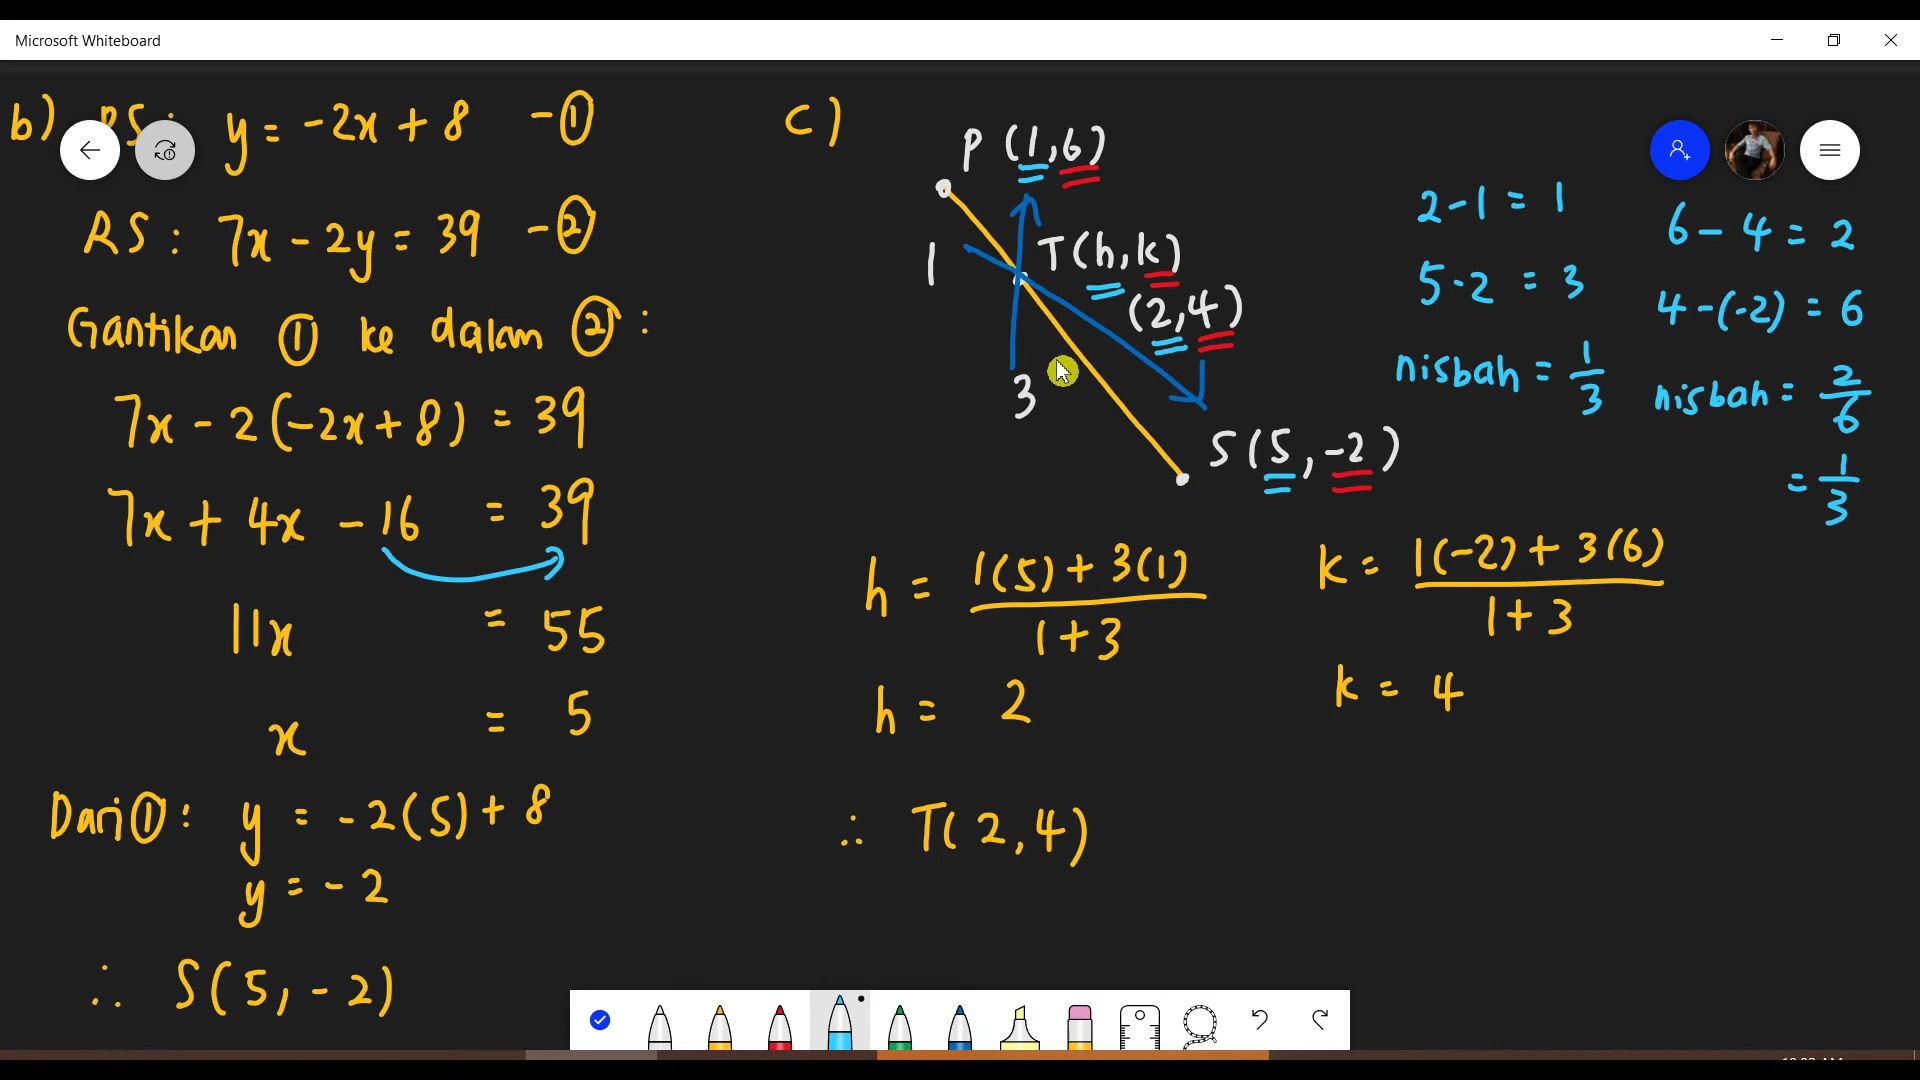 Microsoft Whiteboard
b) PS: y = -2x + 8 - ①
RS: 7x - 2y = 39 - ②
Gantikan ① ke dalam ② :
7x - 2(-2x + 8) = 39
7x + 4x - 16 = 39
11x = 55
x = 5
Dari ① : y = -2(5) + 8
y = -2
∴ S(5, -2)
c)
P (1, 6)
1
T(h, k)
(2, 4)
3
S(5, -2)
2 - 1 = 1
5 - 2 = 3
nisbah = 1/3
6 - 4 = 2
4 - (-2) = 6
nisbah = 2/6
= 1/3
h = 1(5) + 3(1) / 1 + 3
h = 2
k = 1(-2) + 3(6) / 1 + 3
k = 4
∴ T(2, 4)